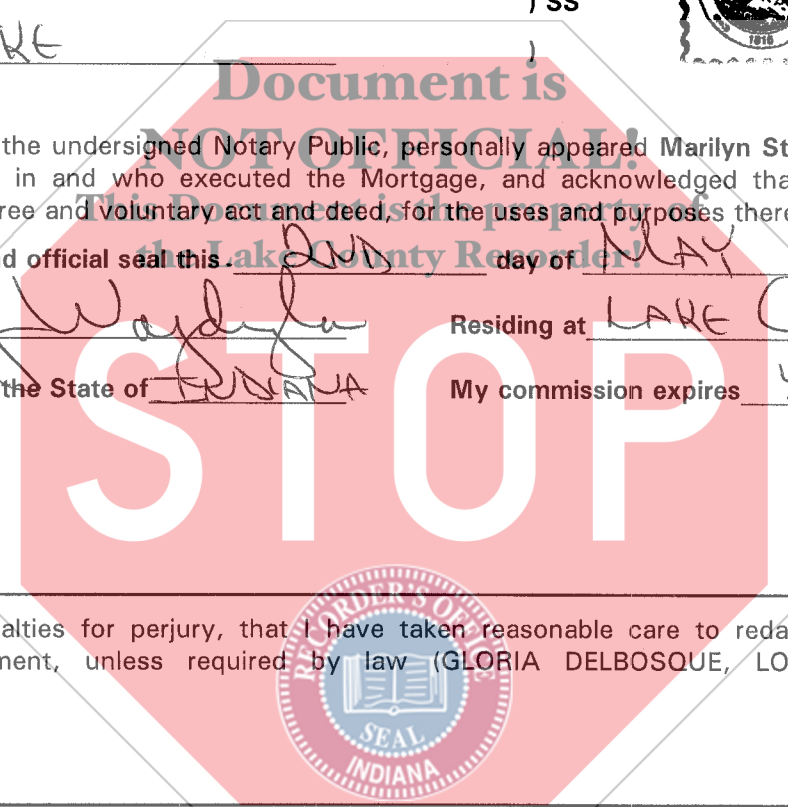 ) SS
KE
)
1816
Document is
NOT OFFICIAL!
the undersigned Notary Public, personally appeared Marilyn St
in and who executed the Mortgage, and acknowledged tha
ree and voluntary act and deed, for the uses and purposes there
This Document is the property of
the Lake County Recorder!
d official seal this 2ND day of MAY
Wojdyla Residing at LAKE C
the State of INDIANA My commission expires
STOP
alties for perjury, that I have taken reasonable care to reda
ment, unless required by law (GLORIA DELBOSQUE, LO
RECORDER'S OFFICE
SEAL
INDIANA